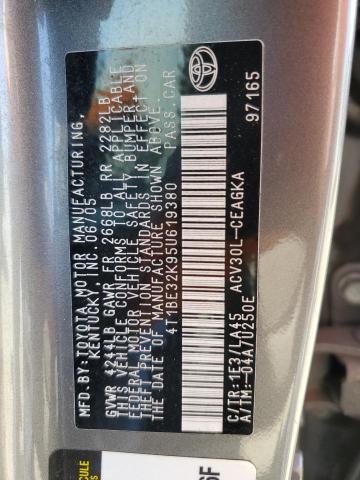 MFD.BY:TOYOTA MOTOR MANUFACTURING,
KENTUCKY, INC. 06/05
GVWR 4244LB GAWR FR 2668LB RR 2282LB
THIS VEHICLE CONFORMS TO ALL APPLICABLE
FEDERAL MOTOR VEHICLE SAFETY, BUMPER, AND
THEFT PREVENTION STANDARDS IN EFFECT ON THE
DATE OF MANUFACTURE SHOWN ABOVE.
4T1BE32K95U619380 PASS.CAR
C/TR:1E3/LA45 ACV30L-CEAGKA
A/TM:-04A/U250E 97165
TOYOTA